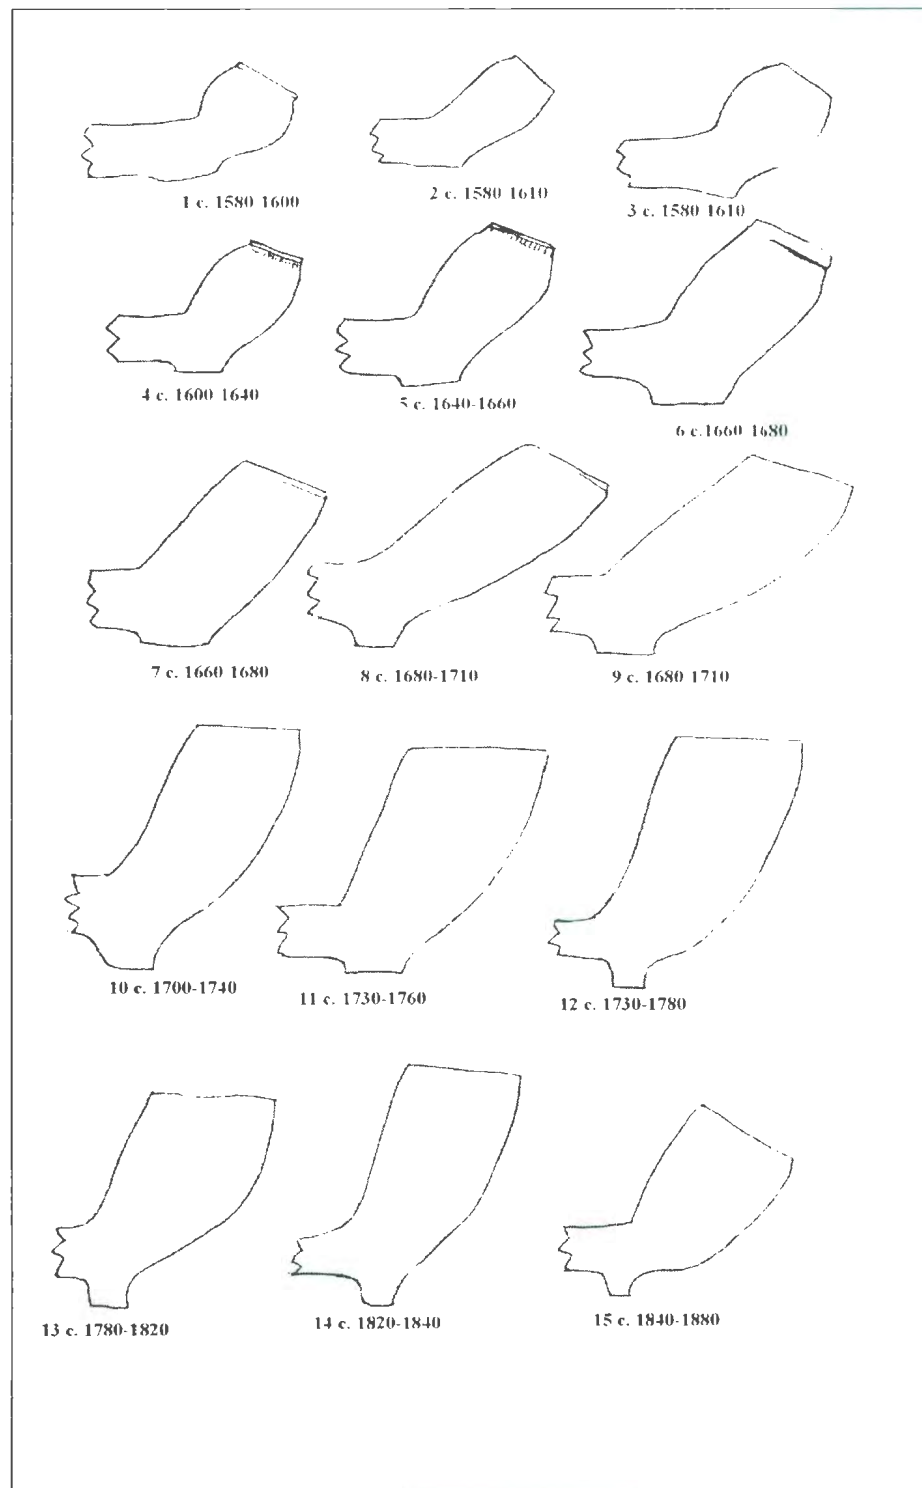 1 c. 1580 1600
2 c. 1580 1610
3 c. 1580 1610
4 c. 1600 1640
5 c. 1640-1660
6 c.1660 1680
7 c. 1660 1680
8 c. 1680-1710
9 c. 1680 1710
10 c. 1700-1740
11 c. 1730-1760
12 c. 1730-1780
13 c. 1780-1820
14 c. 1820-1840
15 c. 1840-1880